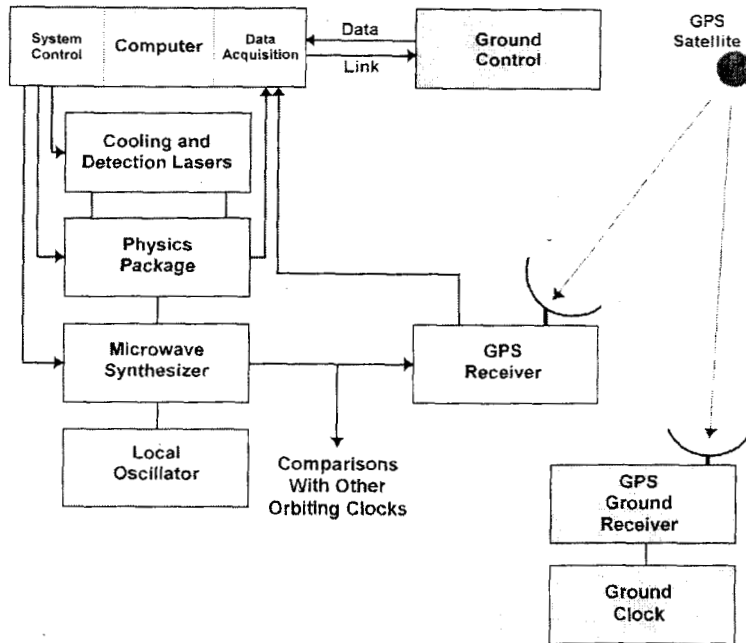 System
Control
Computer
Data
Acquisition
Data
Link
Ground
Control
GPS
Satellite
Cooling and
Detection Lasers
Physics
Package
Microwave
Synthesizer
GPS
Receiver
Local
Oscillator
Comparisons
With Other
Orbiting Clocks
GPS
Ground
Receiver
Ground
Clock